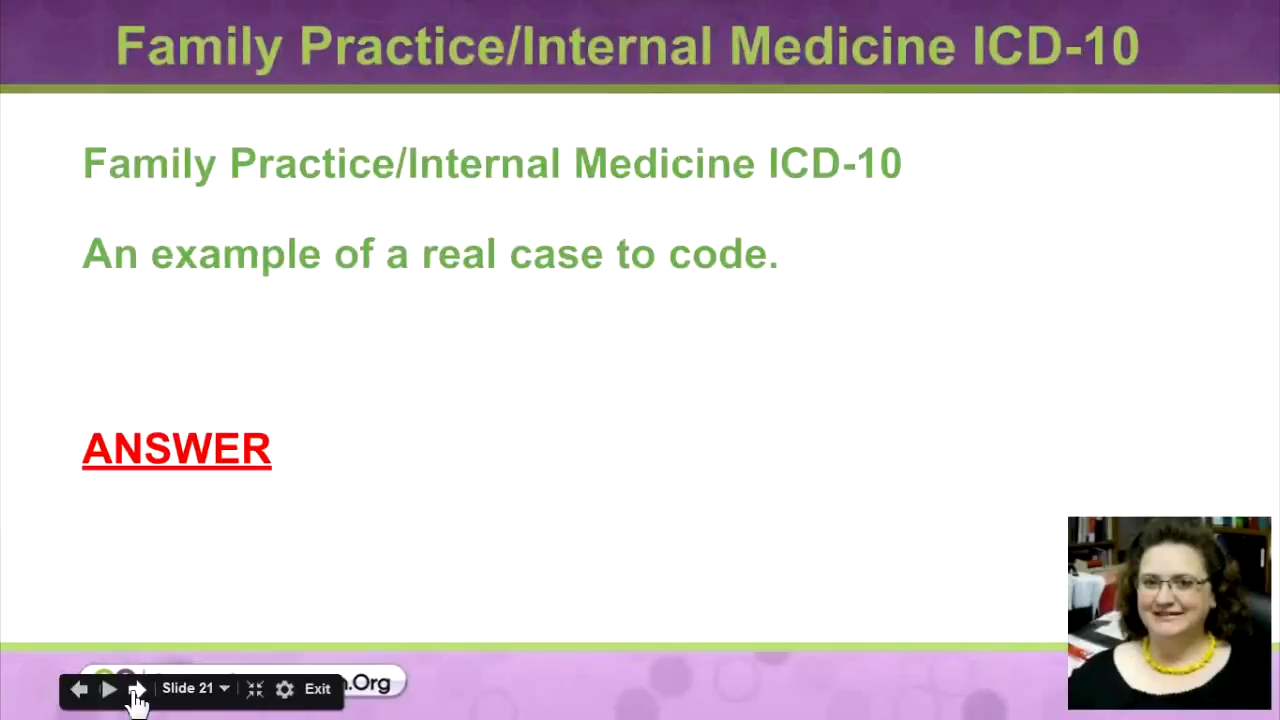 Family Practice/Internal Medicine ICD-10
Family Practice/Internal Medicine ICD-10
An example of a real case to code.
ANSWER
n.Org
Slide 21
Exit